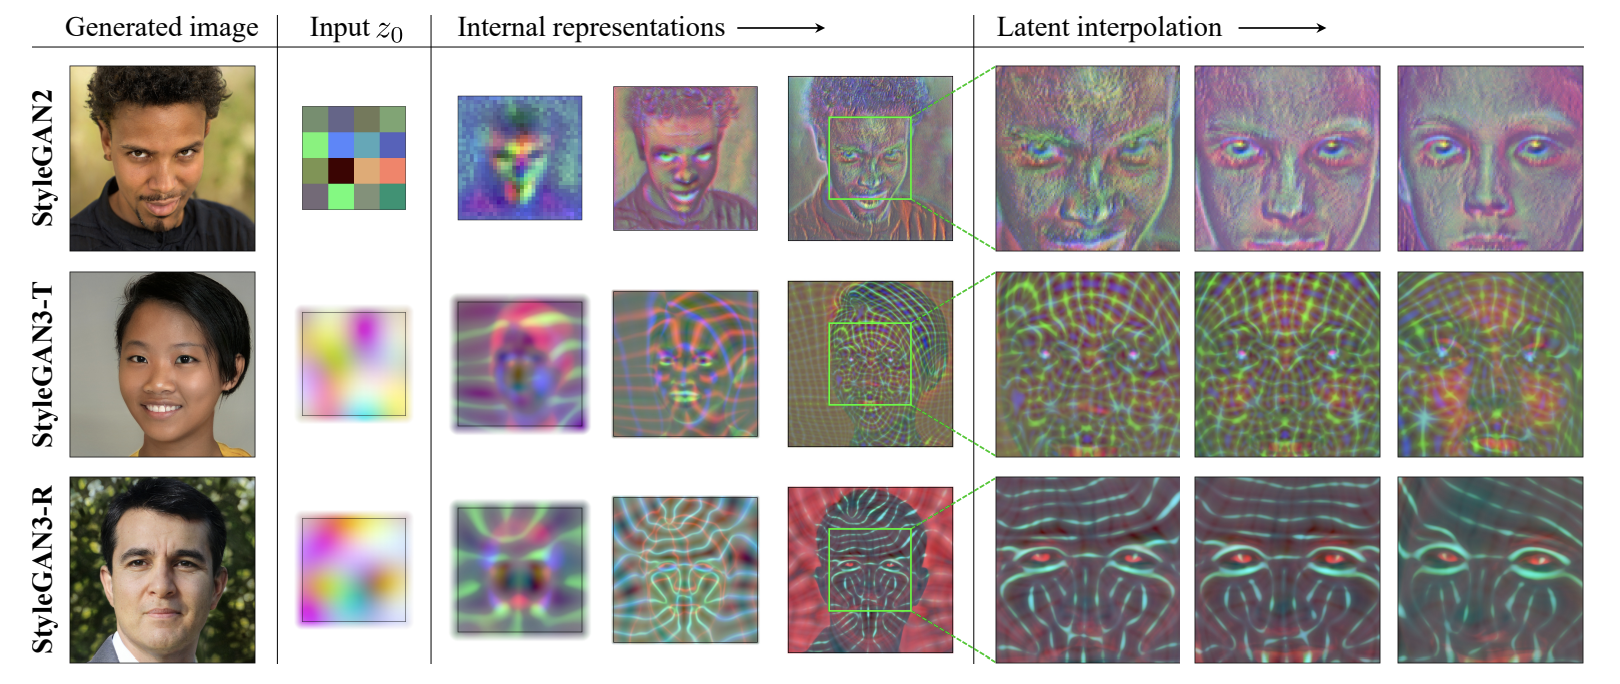 Generated image
Input z0
Internal representations
Latent interpolation
StyleGAN2
StyleGAN3-T
StyleGAN3-R